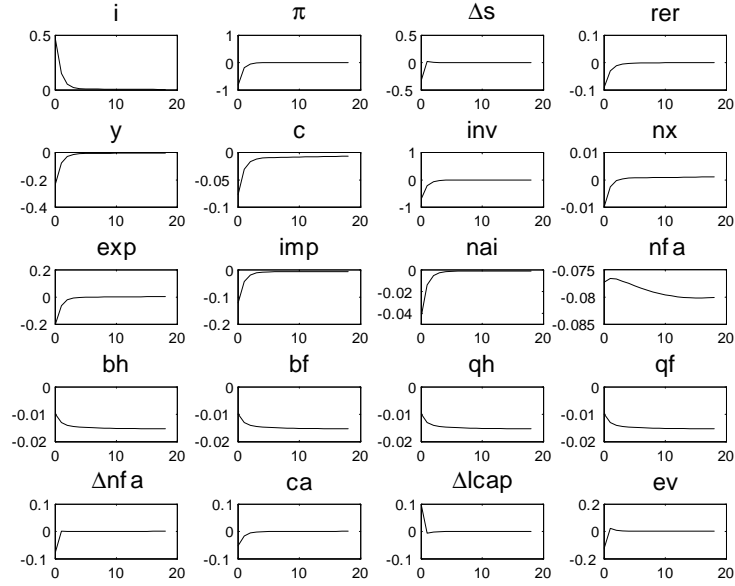 i π Δs rer
0.5 1 0.5 0.1
0 0 0 0
-1 -0.5 -0.1
0 10 20 0 10 20 0 10 20 0 10 20
y c inv nx
0 0 1 0.01
-0.2 -0.05 0 0
-0.4 -0.1 -1 -0.01
0 10 20 0 10 20 0 10 20 0 10 20
exp imp nai nfa
0.2 0 0 -0.075
0 -0.1 -0.02 -0.08
-0.2 -0.2 -0.04 -0.085
0 10 20 0 10 20 0 10 20 0 10 20
bh bf qh qf
0 0 0 0
-0.01 -0.01 -0.01 -0.01
-0.02 -0.02 -0.02 -0.02
0 10 20 0 10 20 0 10 20 0 10 20
Δnfa ca Δlcap ev
0.1 0.1 0.1 0.2
0 0 0 0
-0.1 -0.1 -0.1 -0.2
0 10 20 0 10 20 0 10 20 0 10 20